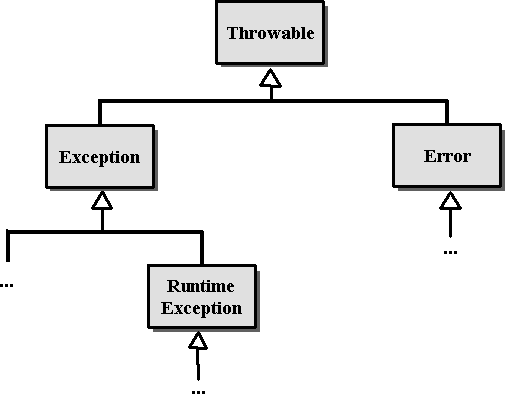 Throwable
Exception
Error
...
...
Runtime
Exception
...